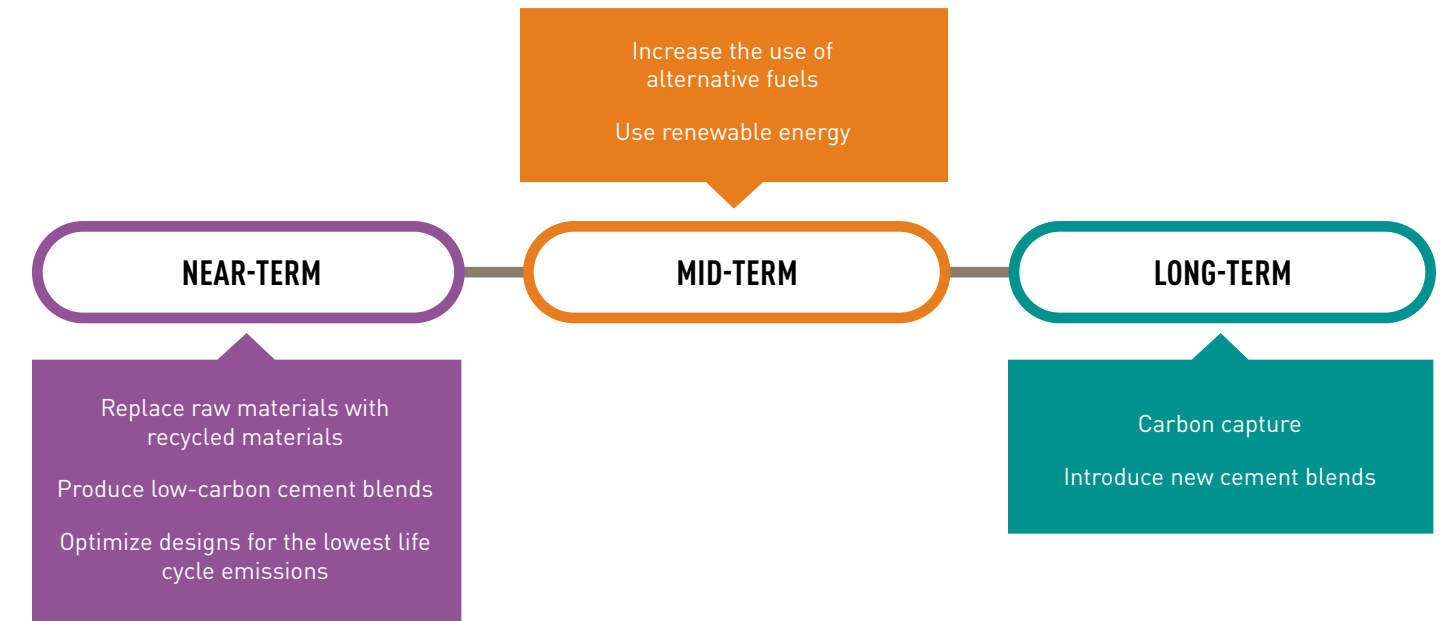 Increase the use of
alternative fuels
Use renewable energy
NEAR-TERM
MID-TERM
LONG-TERM
Replace raw materials with
recycled materials
Produce low-carbon cement blends
Optimize designs for the lowest life
cycle emissions
Carbon capture
Introduce new cement blends